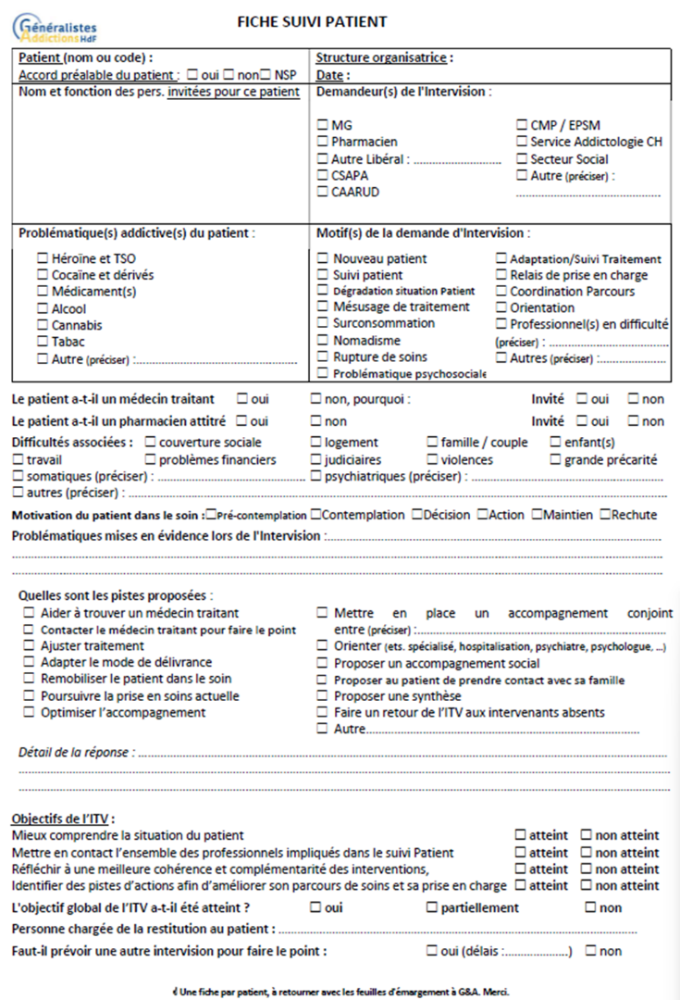 Généralistes
Addictions HdF
FICHE SUIVI PATIENT
Patient (nom ou code) :
Accord préalable du patient : ☐ oui ☐ non ☐ NSP
Structure organisatrice :
Date :
Nom et fonction des pers. invitées pour ce patient
Demandeur(s) de l'Intervision :
☐ MG
☐ Pharmacien
☐ Autre Libéral : ............................
☐ CSAPA
☐ CAARUD
☐ CMP / EPSM
☐ Service Addictologie CH
☐ Secteur Social
☐ Autre (préciser) :
..............................................
Problématique(s) addictive(s) du patient :
☐ Héroïne et TSO
☐ Cocaïne et dérivés
☐ Médicament(s)
☐ Alcool
☐ Cannabis
☐ Tabac
☐ Autre (préciser) :....................................................
Motif(s) de la demande d'Intervision :
☐ Nouveau patient
☐ Suivi patient
☐ Dégradation situation Patient
☐ Mésusage de traitement
☐ Surconsommation
☐ Nomadisme
☐ Rupture de soins
☐ Problématique psychosociale
☐ Adaptation/Suivi Traitement
☐ Relais de prise en charge
☐ Coordination Parcours
☐ Orientation
☐ Professionnel(s) en difficulté
(préciser) : ......................................
☐ Autres (préciser) :.....................
Le patient a-t-il un médecin traitant ☐ oui ☐ non, pourquoi : Invité ☐ oui ☐ non
Le patient a-t-il un pharmacien attitré ☐ oui ☐ non Invité ☐ oui ☐ non
Difficultés associées : ☐ couverture sociale ☐ logement ☐ famille / couple ☐ enfant(s)
☐ travail ☐ problèmes financiers ☐ judiciaires ☐ violences ☐ grande précarité
☐ somatiques (préciser) : ............................................... ☐ psychiatriques (préciser) : ............................................................
☐ autres (préciser) : ..............................................................................................................
Motivation du patient dans le soin : ☐Pré-contemplation ☐Contemplation ☐Décision ☐Action ☐Maintien ☐Rechute
Problématiques mises en évidence lors de l'Intervision :..............................................................................
..............................................................................................................
..............................................................................................................
Quelles sont les pistes proposées :
☐ Aider à trouver un médecin traitant
☐ Contacter le médecin traitant pour faire le point
☐ Ajuster traitement
☐ Adapter le mode de délivrance
☐ Remobiliser le patient dans le soin
☐ Poursuivre la prise en soins actuelle
☐ Optimiser l'accompagnement
☐ Mettre en place un accompagnement conjoint
entre (préciser) :..............................................................................
☐ Orienter (ets. spécialisé, hospitalisation, psychiatre, psychologue, ...)
☐ Proposer un accompagnement social
☐ Proposer au patient de prendre contact avec sa famille
☐ Proposer une synthèse
☐ Faire un retour de l'ITV aux intervenants absents
☐ Autre..............................................................................
Détail de la réponse : ..............................................................................................................
..............................................................................................................
..............................................................................................................
Objectifs de l'ITV :
Mieux comprendre la situation du patient ☐ atteint ☐ non atteint
Mettre en contact l'ensemble des professionnels impliqués dans le suivi Patient ☐ atteint ☐ non atteint
Réfléchir à une meilleure cohérence et complémentarité des interventions, ☐ atteint ☐ non atteint
Identifier des pistes d'actions afin d'améliorer son parcours de soins et sa prise en charge ☐ atteint ☐ non atteint
L'objectif global de l'ITV a-t-il été atteint ? ☐ oui ☐ partiellement ☐ non
Personne chargée de la restitution au patient : ..............................................................................
Faut-il prévoir une autre intervision pour faire le point : ☐ oui (délais :....................) ☐ non
√ Une fiche par patient, à retourner avec les feuilles d'émargement à G&A. Merci.